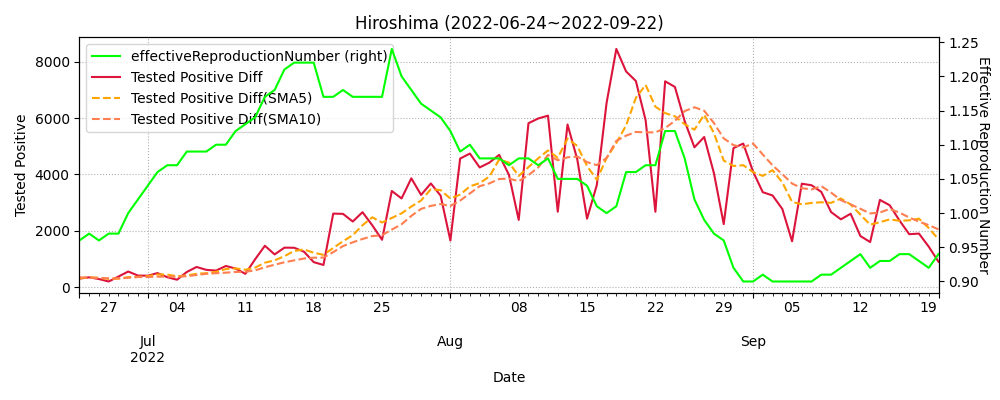 Hiroshima (2022-06-24~2022-09-22)
effectiveReproductionNumber (right)
Tested Positive Diff
Tested Positive Diff(SMA5)
Tested Positive Diff(SMA10)
Tested Positive
8000
6000
4000
2000
0
1.25
1.20
1.15
1.10
1.05
1.00
0.95
0.90
Effective Reproduction Number
27 04 11 18 25 08 15 22 29 05 12 19
Jul Aug Sep
2022
Date